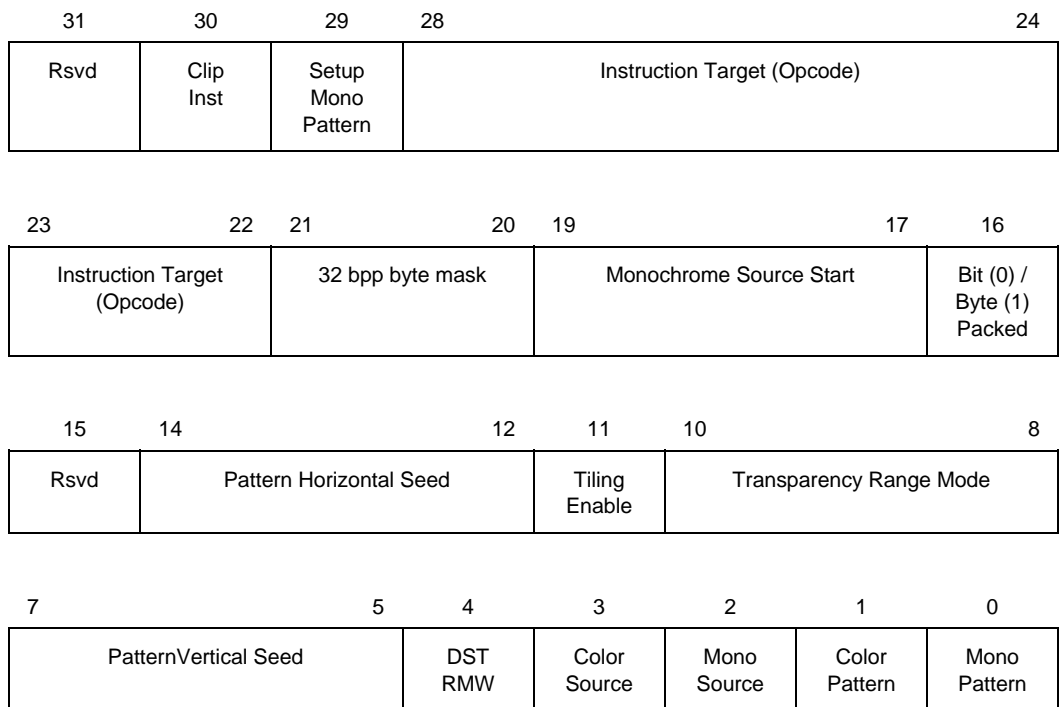 31 30 29 28 24
Rsvd Clip Setup Instruction Target (Opcode)
Inst Mono
Pattern
23 22 21 20 19 17 16
Instruction Target 32 bpp byte mask Monochrome Source Start Bit (0) /
(Opcode) Byte (1)
Packed
15 14 12 11 10 8
Rsvd Pattern Horizontal Seed Tiling Transparency Range Mode
Enable
7 5 4 3 2 1 0
PatternVertical Seed DST Color Mono Color Mono
RMW Source Source Pattern Pattern